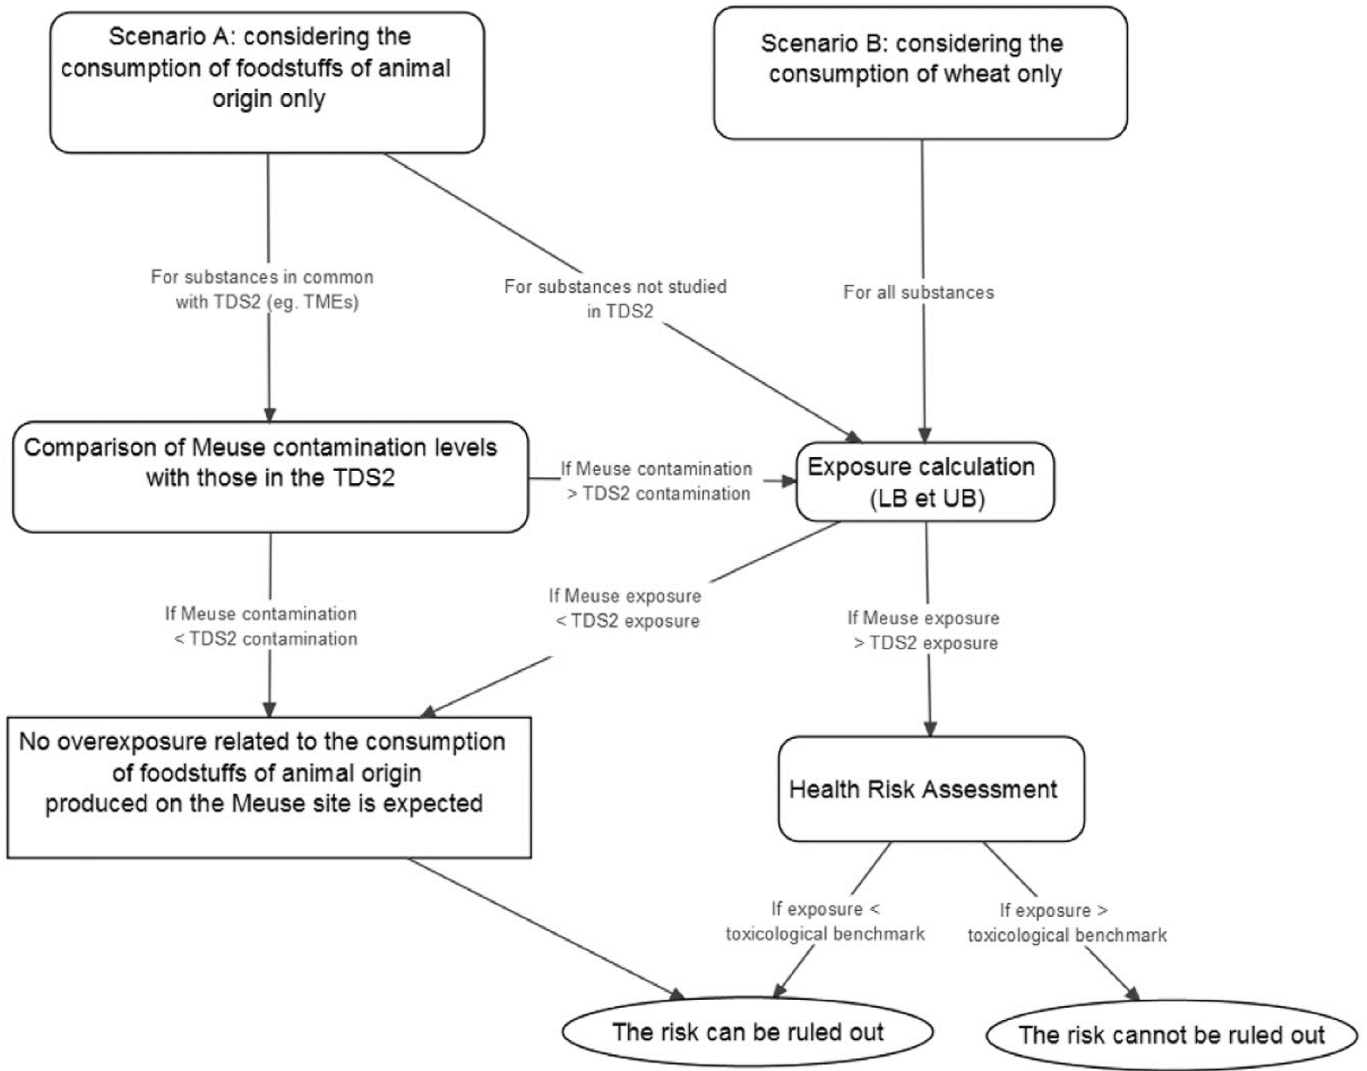 Scenario A: considering the
consumption of foodstuffs of animal
origin only
Scenario B: considering the
consumption of wheat only
For substances in common
with TDS2 (eg. TMEs)
For substances not studied
in TDS2
For all substances
Comparison of Meuse contamination levels
with those in the TDS2
If Meuse contamination
> TDS2 contamination
Exposure calculation
(LB et UB)
If Meuse contamination
< TDS2 contamination
If Meuse exposure
< TDS2 exposure
If Meuse exposure
> TDS2 exposure
No overexposure related to the consumption
of foodstuffs of animal origin
produced on the Meuse site is expected
Health Risk Assessment
If exposure <
toxicological benchmark
If exposure >
toxicological benchmark
The risk can be ruled out
The risk cannot be ruled out